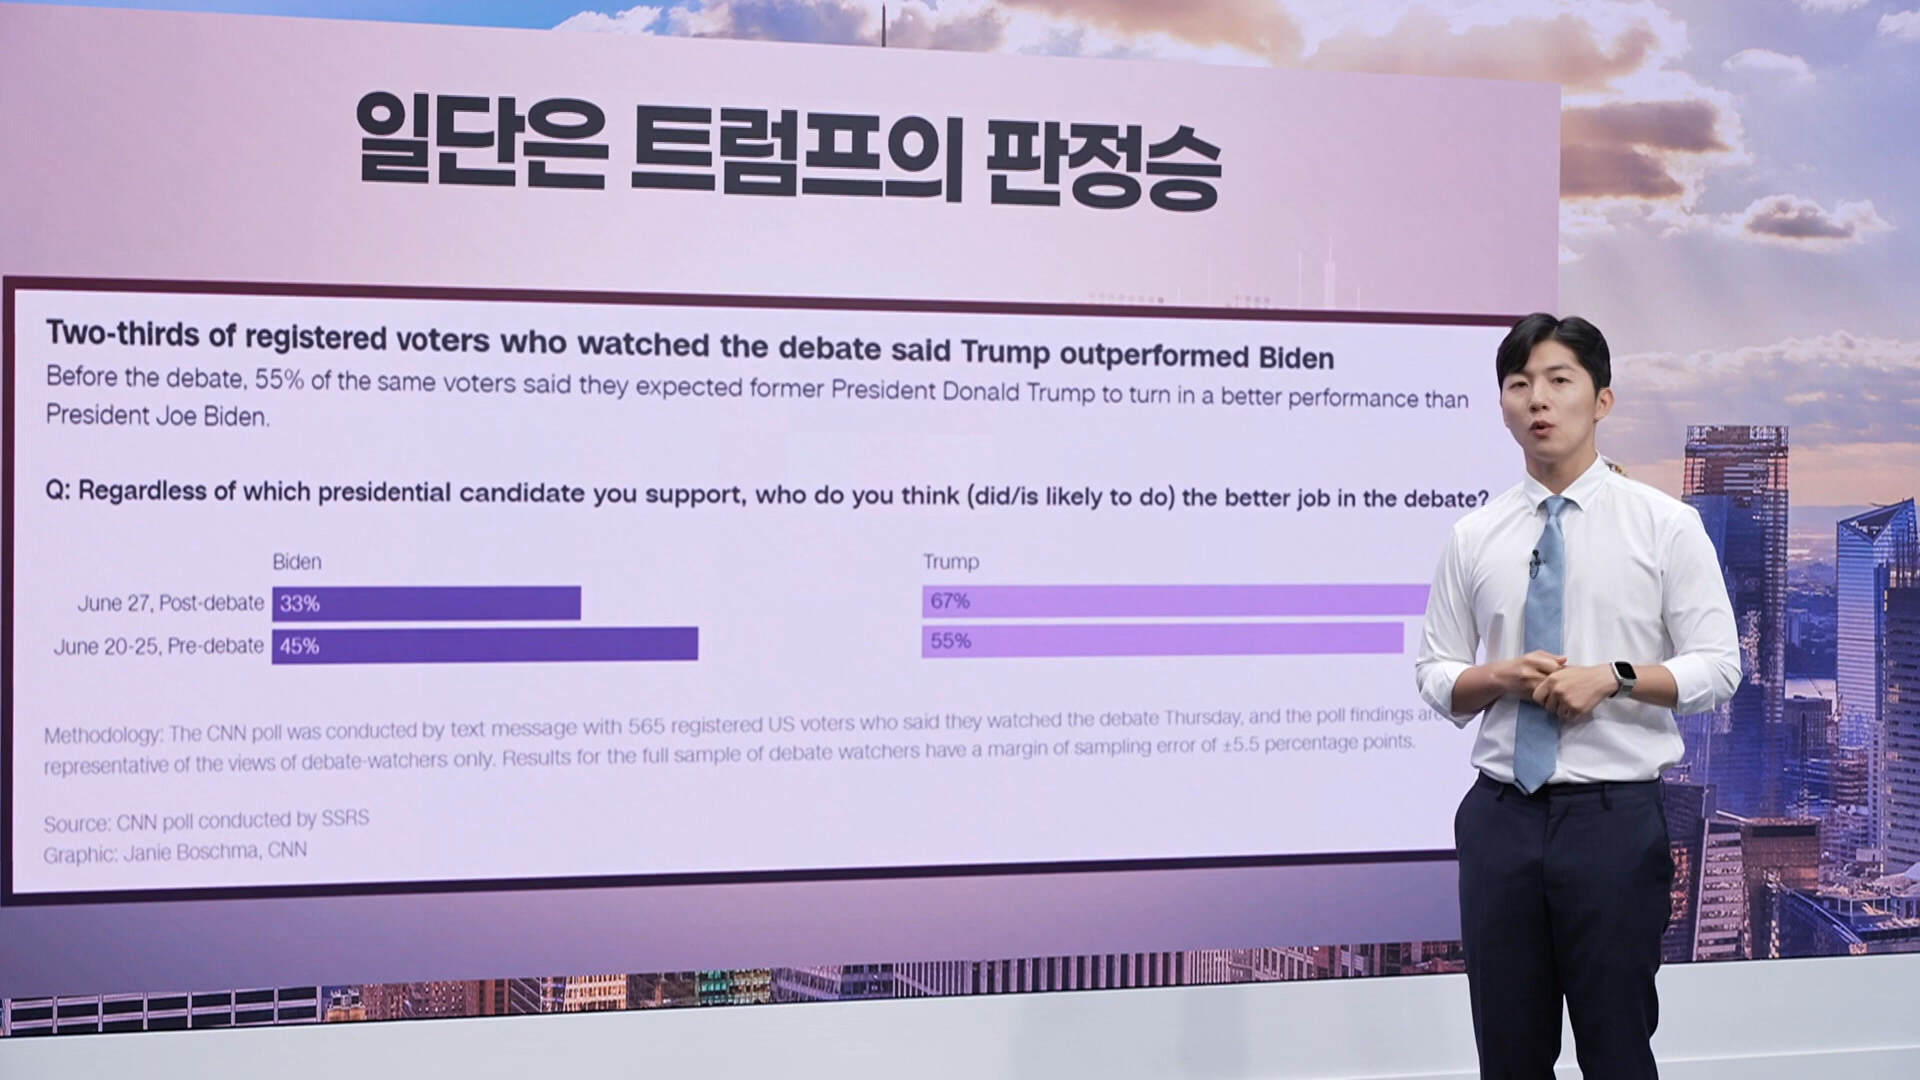 일단은 트럼프의 판정승
Two-thirds of registered voters who watched the debate said Trump outperformed Biden
Before the debate, 55% of the same voters said they expected former President Donald Trump to turn in a better performance than
President Joe Biden.
Q: Regardless of which presidential candidate you support, who do you think (did/is likely to do) the better job in the debate?
Biden
Trump
June 27, Post-debate 33% 67%
June 20-25, Pre-debate 45% 55%
Methodology: The CNN poll was conducted by text message with 565 registered US voters who said they watched the debate Thursday, and the poll findings are
representative of the views of debate-watchers only. Results for the full sample of debate watchers have a margin of sampling error of ±5.5 percentage points.
Source: CNN poll conducted by SSRS
Graphic: Janie Boschma, CNN